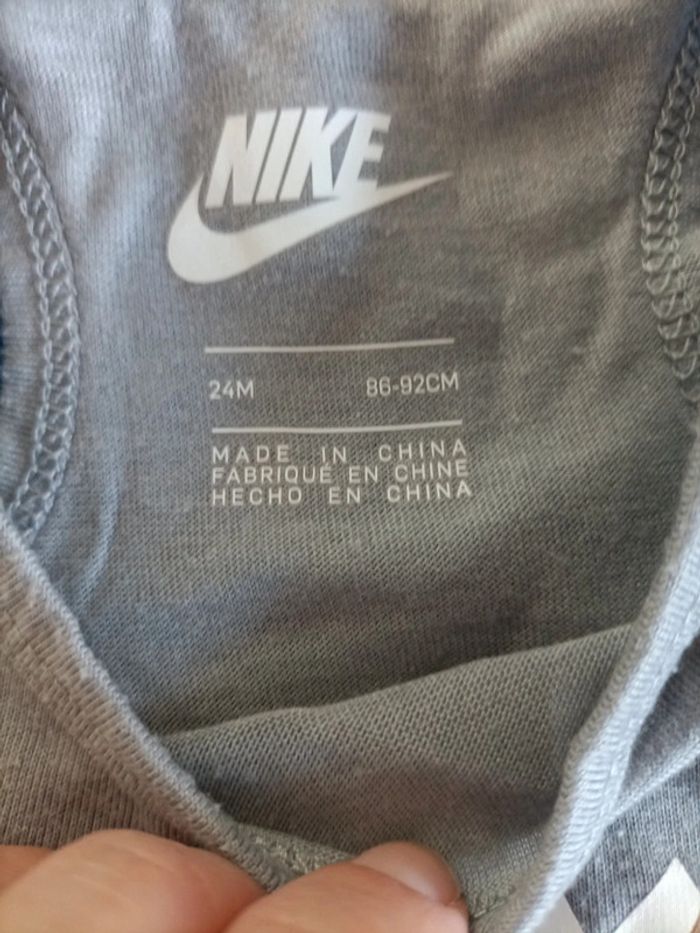 NIKE
24M 86-92CM
MADE IN CHINA
FABRIQUÉ EN CHINE
HECHO EN CHINA